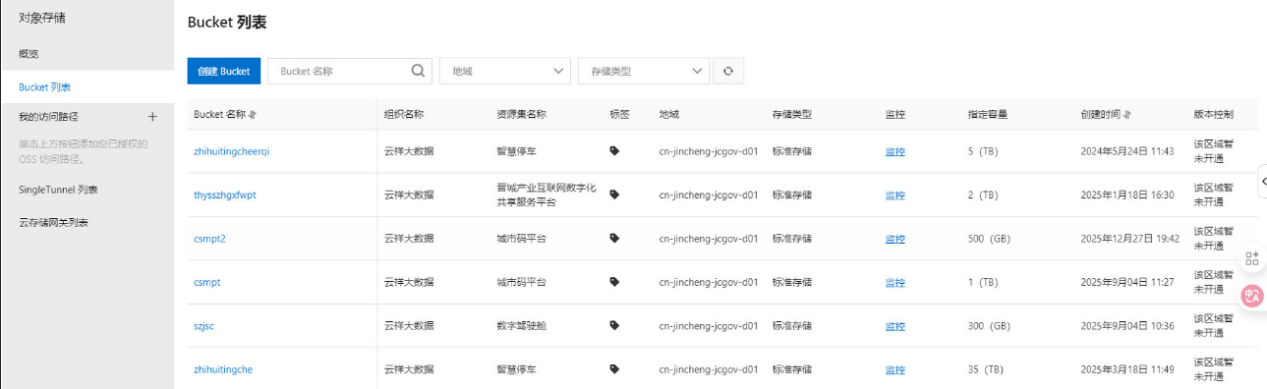 对象存储
概览
Bucket 列表
我的访问路径 +
单击上方按钮添加您已授权的
OSS 访问路径。
SingleTunnel 列表
云存储网关列表
Bucket 列表
创建 Bucket Bucket 名称 地域 存储类型
Bucket 名称 组织名称 资源集名称 标签 地域 存储类型 监控 指定容量 创建时间 版本控制
zhihuitingcheerqi 云祥大数据 智慧停车 cn-jincheng-jcgov-d01 标准存储 监控 5 (TB) 2024年5月24日 11:43 该区域暂
未开通
thysszhgxfwpt 云祥大数据 晋城产业互联网数字化
共享服务平台 cn-jincheng-jcgov-d01 标准存储 监控 2 (TB) 2025年1月18日 16:30 该区域暂
未开通
csmpt2 云祥大数据 城市码平台 cn-jincheng-jcgov-d01 标准存储 监控 500 (GB) 2025年12月27日 19:42 该区域暂
未开通
csmpt 云祥大数据 城市码平台 cn-jincheng-jcgov-d01 标准存储 监控 1 (TB) 2025年9月04日 11:27 该区域暂
未开通
szjsc 云祥大数据 数字驾驶舱 cn-jincheng-jcgov-d01 标准存储 监控 300 (GB) 2025年9月04日 10:36 该区域暂
未开通
zhihuitingche 云祥大数据 智慧停车 cn-jincheng-jcgov-d01 标准存储 监控 35 (TB) 2025年3月18日 11:49 该区域暂
未开通